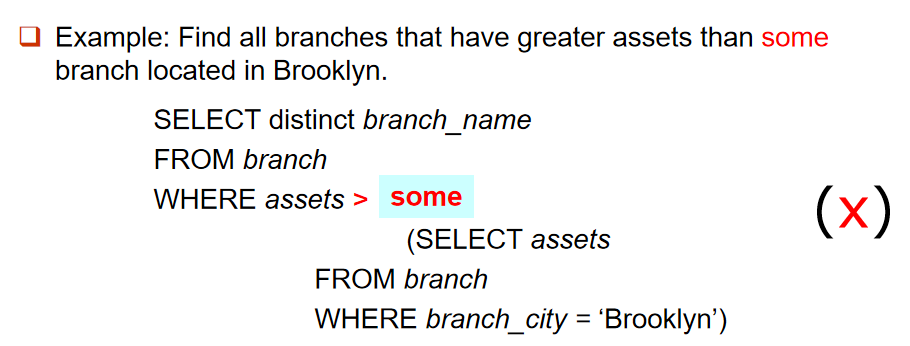 Example: Find all branches that have greater assets than some
branch located in Brooklyn.
SELECT distinct branch_name
FROM branch
WHERE assets > some
(x)
(SELECT assets
FROM branch
WHERE branch_city = ‘Brooklyn’)